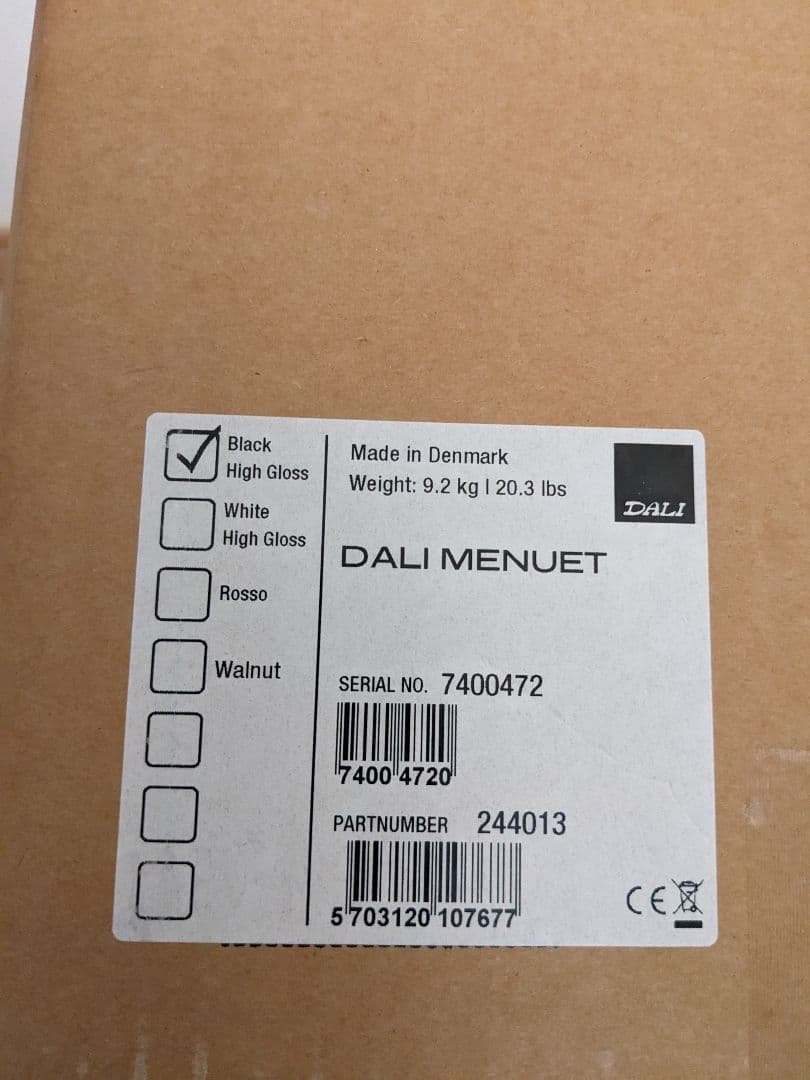 Black
High Gloss
White
High Gloss
Rosso
Walnut
Made in Denmark
Weight: 9.2 kg | 20.3 lbs
DALI
DALI MENUET
SERIAL NO. 7400472
7400 4720
PARTNUMBER 244013
5 703120 107677
CE